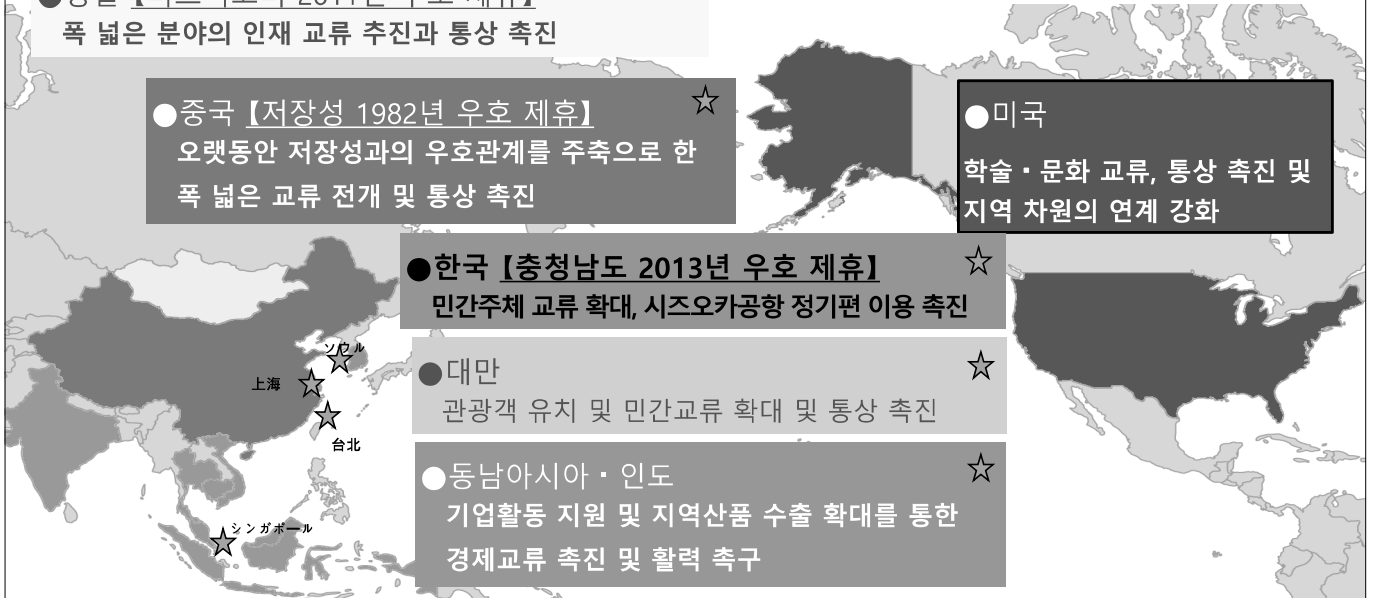 폭 넓은 분야의 인재 교류 추진과 통상 촉진
●중국 【저장성 1982년 우호 제휴】 ☆
오랫동안 저장성과의 우호관계를 주축으로 한
폭 넓은 교류 전개 및 통상 촉진
●미국
학술・문화 교류, 통상 촉진 및
지역 차원의 연계 강화
●한국 【충청남도 2013년 우호 제휴】 ☆
민간주체 교류 확대, 시즈오카공항 정기편 이용 촉진
●대만 ☆
관광객 유치 및 민간교류 확대 및 통상 촉진
●동남아시아・인도 ☆
기업활동 지원 및 지역산품 수출 확대를 통한
경제교류 촉진 및 활력 촉구
ソウル
上海
台北
シンガポール